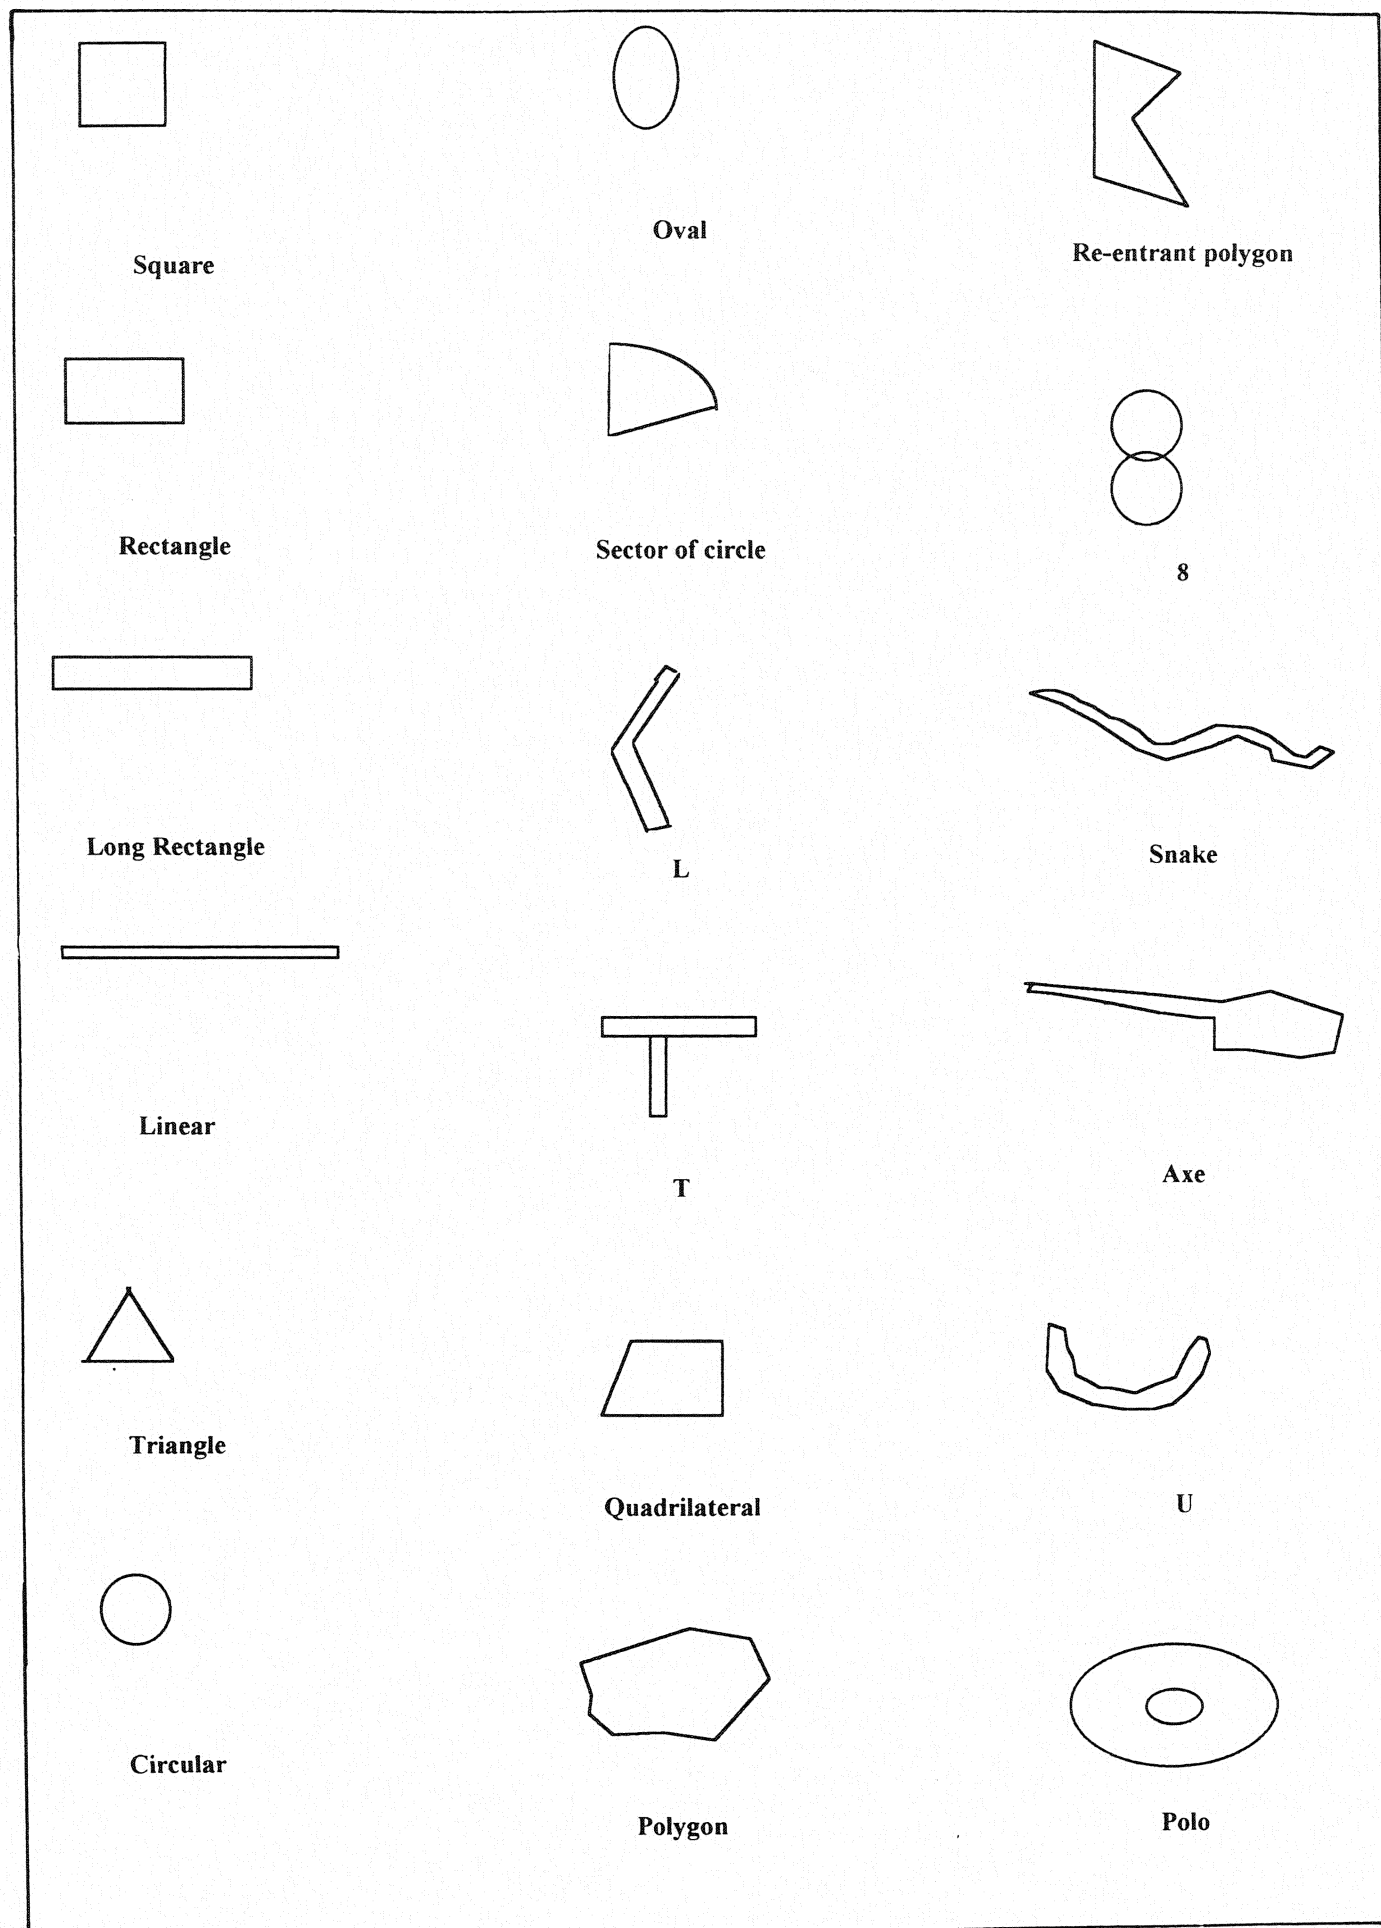 Square
Oval
Re-entrant polygon
Rectangle
Sector of circle
8
Long Rectangle
L
Snake
Linear
T
Axe
Triangle
Quadrilateral
U
Circular
Polygon
Polo